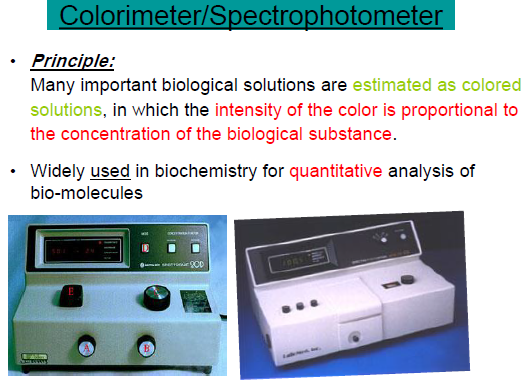 Colorimeter/Spectrophotometer
• Principle:
Many important biological solutions are estimated as colored
solutions, in which the intensity of the color is proportional to
the concentration of the biological substance.
• Widely used in biochemistry for quantitative analysis of
bio-molecules
E
A
B